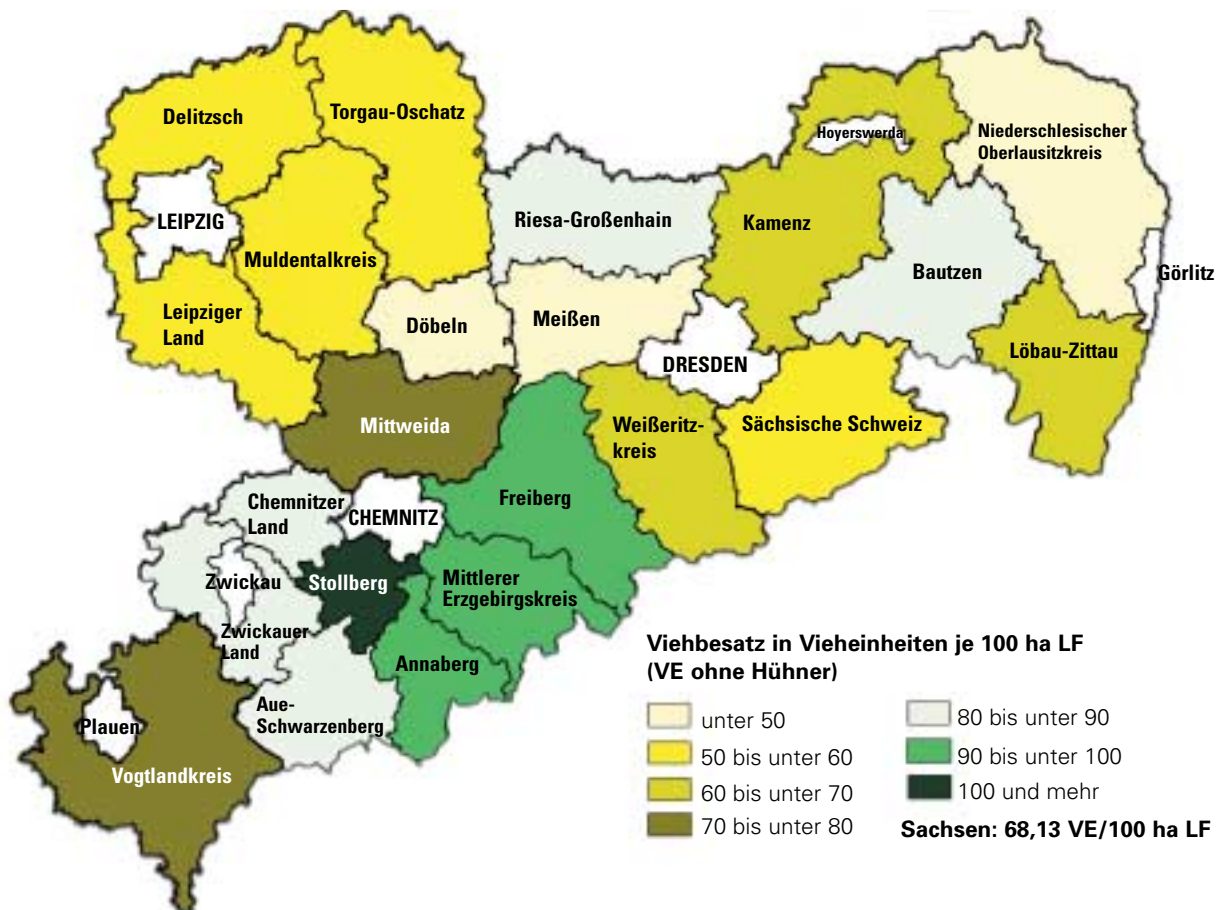 Delitzsch
Torgau-Oschatz
Hoyerswerda
Niederschlesischer
Oberlausitzkreis
LEIPZIG
Riesa-Großenhain
Kamenz
Muldentalkreis
Bautzen
Görlitz
Leipziger
Land
Döbeln
Meißen
DRESDEN
Löbau-Zittau
Mittweida
Weißeritz-
kreis
Sächsische Schweiz
Chemnitzer
Land
CHEMNITZ
Freiberg
Zwickau
Stollberg
Mittlerer
Erzgebirgskreis
Zwickauer
Land
Annaberg
Aue-
Schwarzenberg
Plauen
Vogtlandkreis
Viehbesatz in Vieheinheiten je 100 ha LF
(VE ohne Hühner)
unter 50
50 bis unter 60
60 bis unter 70
70 bis unter 80
80 bis unter 90
90 bis unter 100
100 und mehr
Sachsen: 68,13 VE/100 ha LF